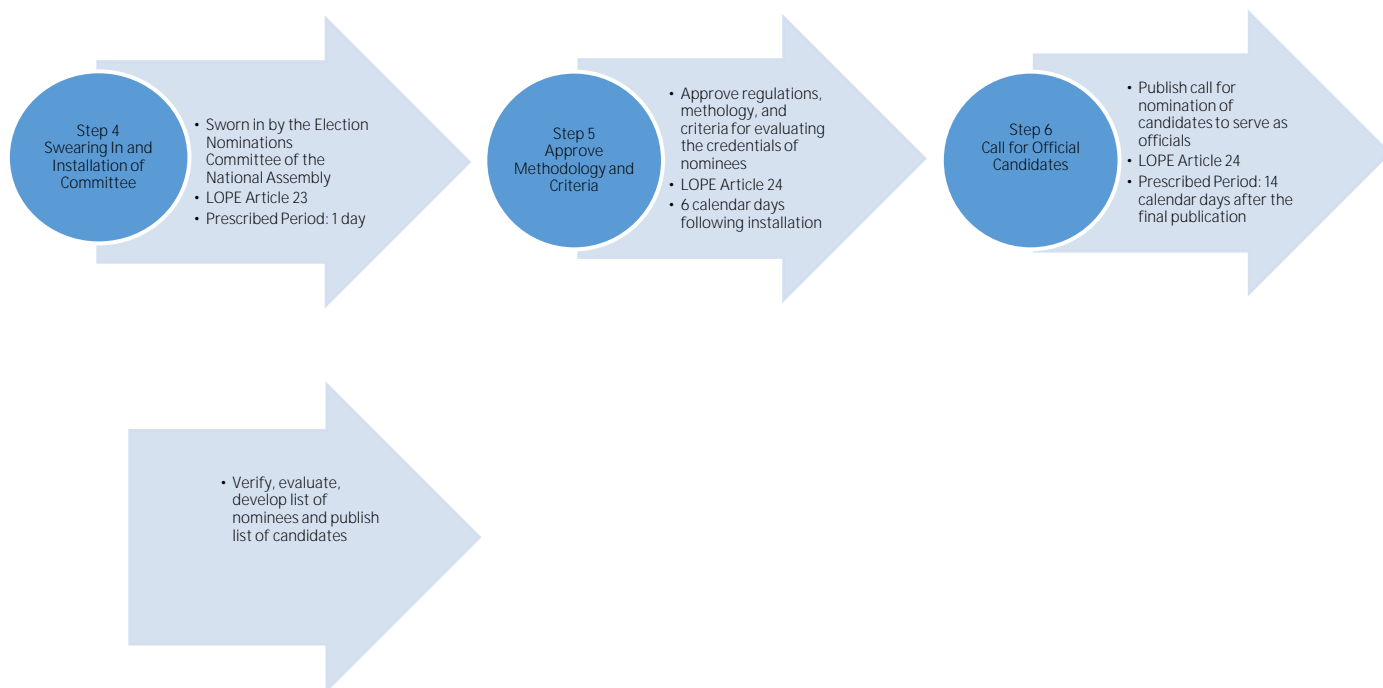 Step 4
Swearing In and
Installation of
Committee
• Sworn in by the Election
Nominations
Committee of the
National Assembly
• LOPE Article 23
• Prescribed Period: 1 day
Step 5
Approve
Methodology and
Criteria
• Approve regulations,
methology, and
criteria for evaluating
the credentials of
nominees
• LOPE Article 24
• 6 calendar days
following installation
Step 6
Call for Official
Candidates
• Publish call for
nomination of
candidates to serve as
officials
• LOPE Article 24
• Prescribed Period: 14
calendar days after the
final publication
• Verify, evaluate,
develop list of
nominees and publish
list of candidates